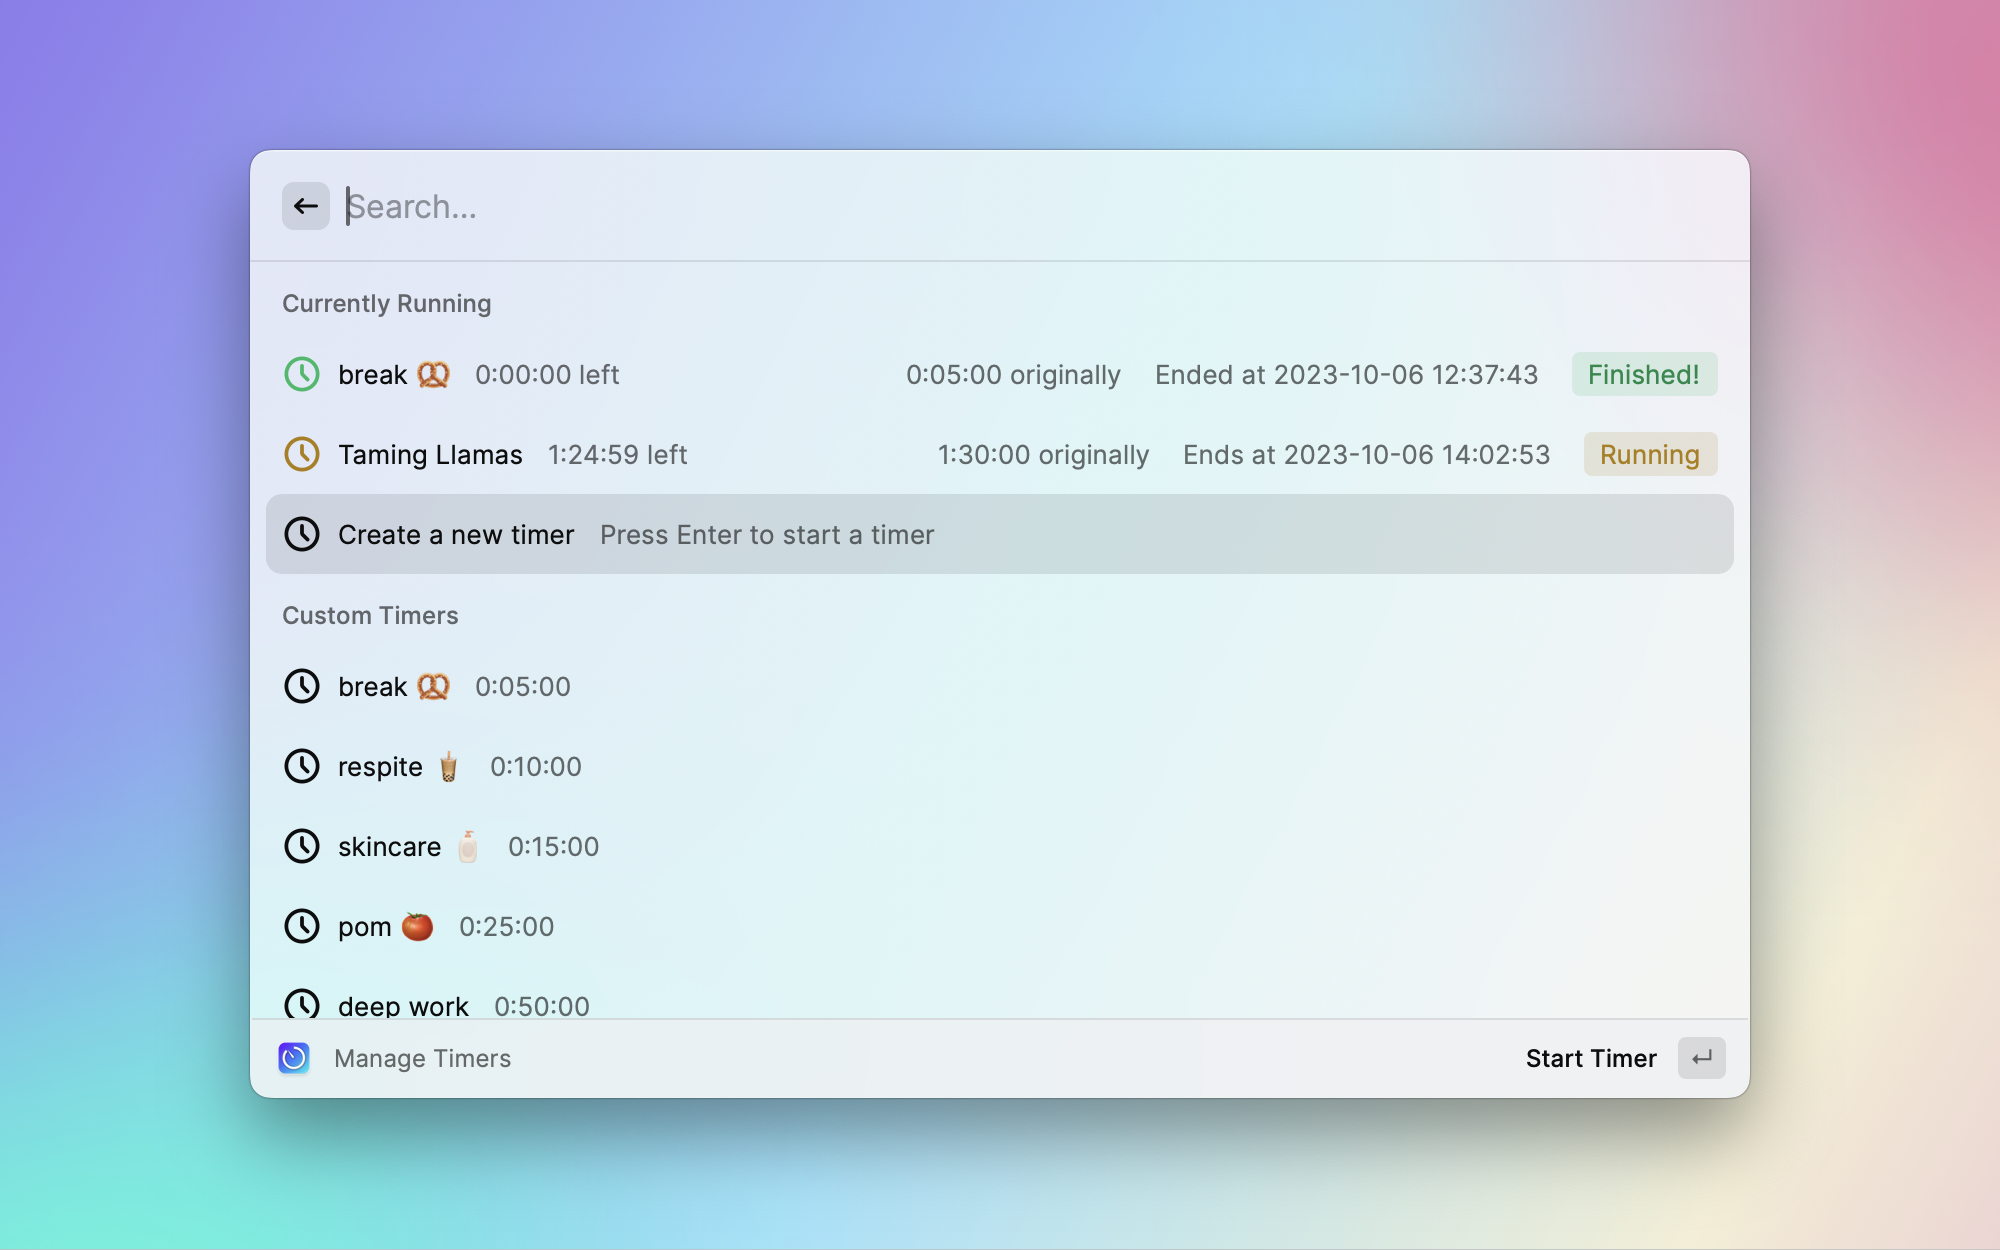 Search...
Currently Running
break 🥨 0:00:00 left 0:05:00 originally Ended at 2023-10-06 12:37:43 Finished!
Taming Llamas 1:24:59 left 1:30:00 originally Ends at 2023-10-06 14:02:53 Running
Create a new timer Press Enter to start a timer
Custom Timers
break 🥨 0:05:00
respite 🧋 0:10:00
skincare 🧴 0:15:00
pom 🍅 0:25:00
deep work 0:50:00
Manage Timers Start Timer